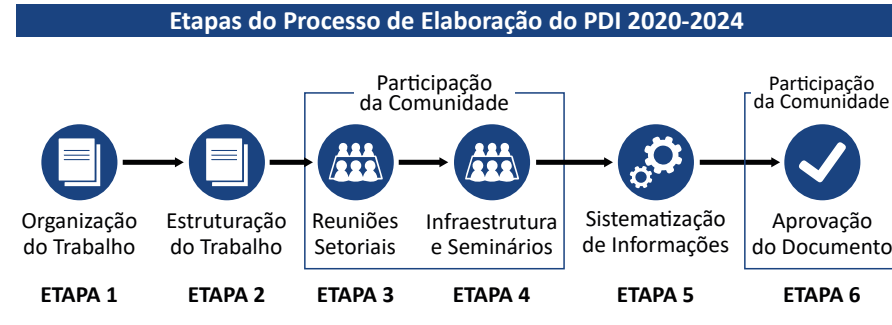 Etapas do Processo de Elaboração do PDI 2020-2024
Participação
da Comunidade
Participação
da Comunidade
Organização
do Trabalho
Estruturação
do Trabalho
Reuniões
Setoriais
Infraestrutura
e Seminários
Sistematização
de Informações
Aprovação
do Documento
ETAPA 1
ETAPA 2
ETAPA 3
ETAPA 4
ETAPA 5
ETAPA 6